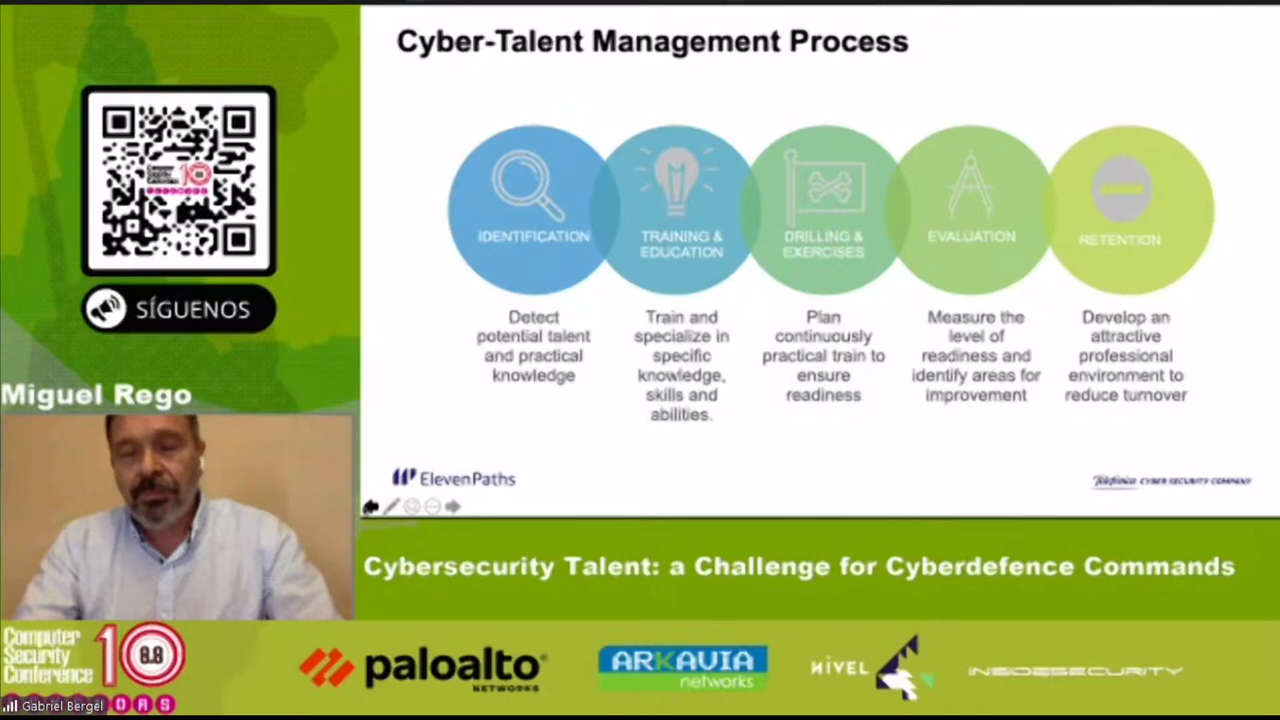 Cyber-Talent Management Process
IDENTIFICATION
TRAINING &
EDUCATION
DRILLING &
EXERCISES
EVALUATION
RETENTION
Detect
potential talent
and practical
knowledge
Train and
specialize in
specific
knowledge,
skills and
abilities.
Plan
continuously
practical train to
ensure
readiness
Measure the
level of
readiness and
identify areas for
improvement
Develop an
attractive
professional
environment to
reduce turnover
ElevenPaths
Telefónica CYBER SECURITY COMPANY
SÍGUENOS
Miguel Rego
Cybersecurity Talent: a Challenge for Cyberdefence Commands
Computer
Security
Conference
10
8.8
paloalto
NETWORKS
ARKAVIA
networks
NIVEL
INSIDESECURITY
Gabriel Bergel